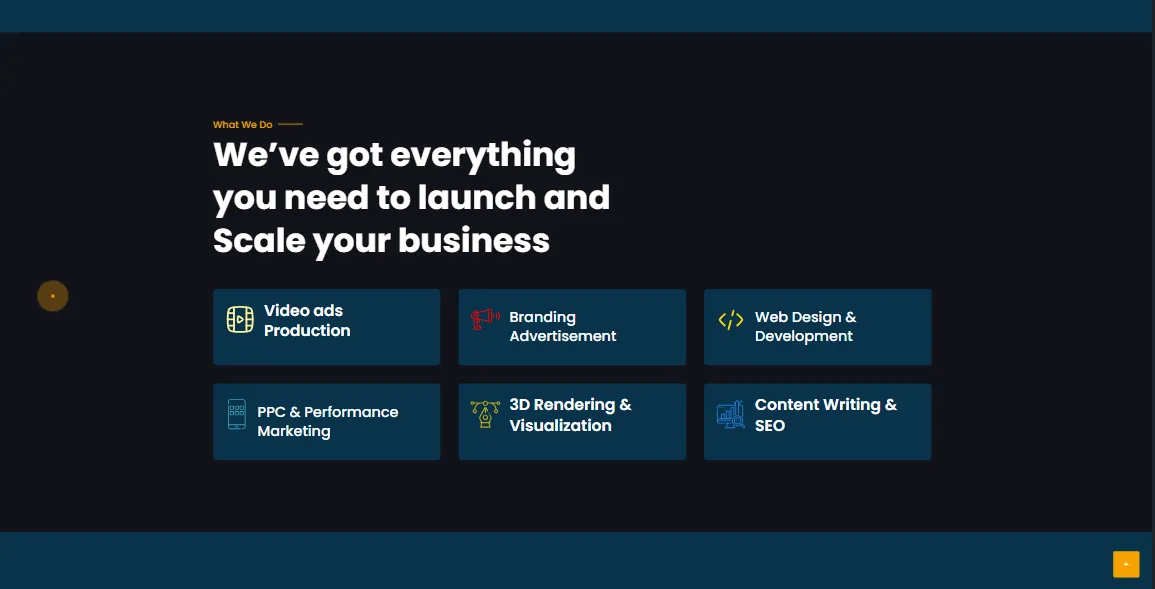 What We Do
We’ve got everything
you need to launch and
Scale your business
Video ads
Production
Branding
Advertisement
Web Design &
Development
PPC & Performance
Marketing
3D Rendering &
Visualization
Content Writing &
SEO